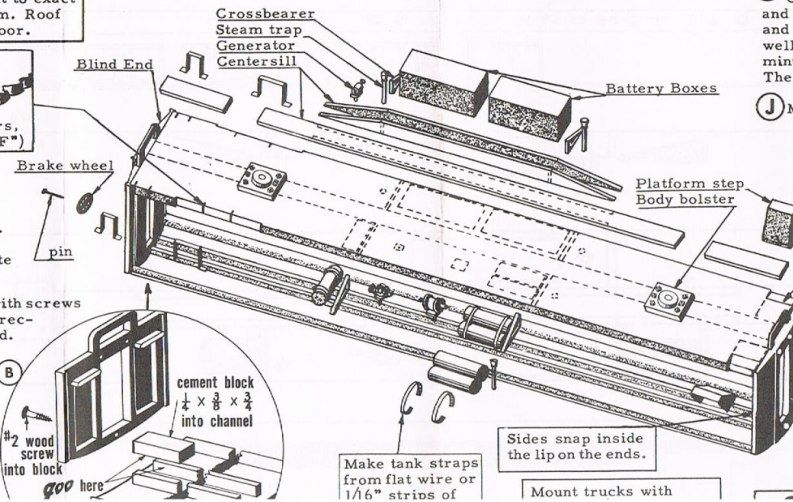 t to exact
m. Roof
oor.
rs,
F")
Blind End
Crossbearer
Steam trap
Generator
Centersill
Battery Boxes
and
and
well
min
The
J
Brake wheel
pin
Platform step
Body bolster
te
with screws
rec-
d.
B
#2 wood
screw
into block
goo here
cement block
1/4 x 3/8 x 3/4
into channel
Make tank straps
from flat wire or
1/16" strips of
Sides snap inside
the lip on the ends.
Mount trucks with